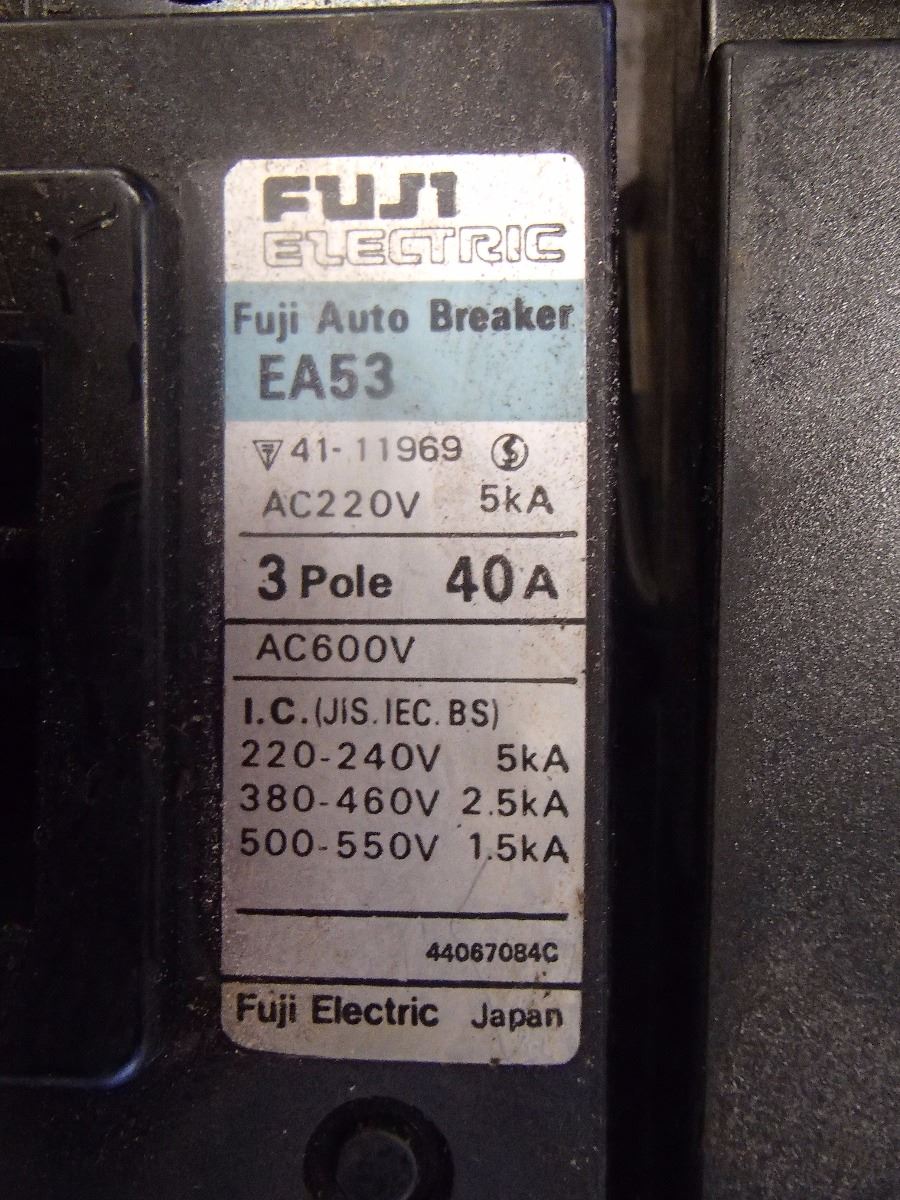 FUJI
ELECTRIC
Fuji Auto Breaker
EA53
41-11969
AC220V 5kA
3 Pole 40A
AC600V
I.C. (JIS. IEC. BS)
220-240V 5kA
380-460V 2.5kA
500-550V 1.5kA
44067084C
Fuji Electric Japan